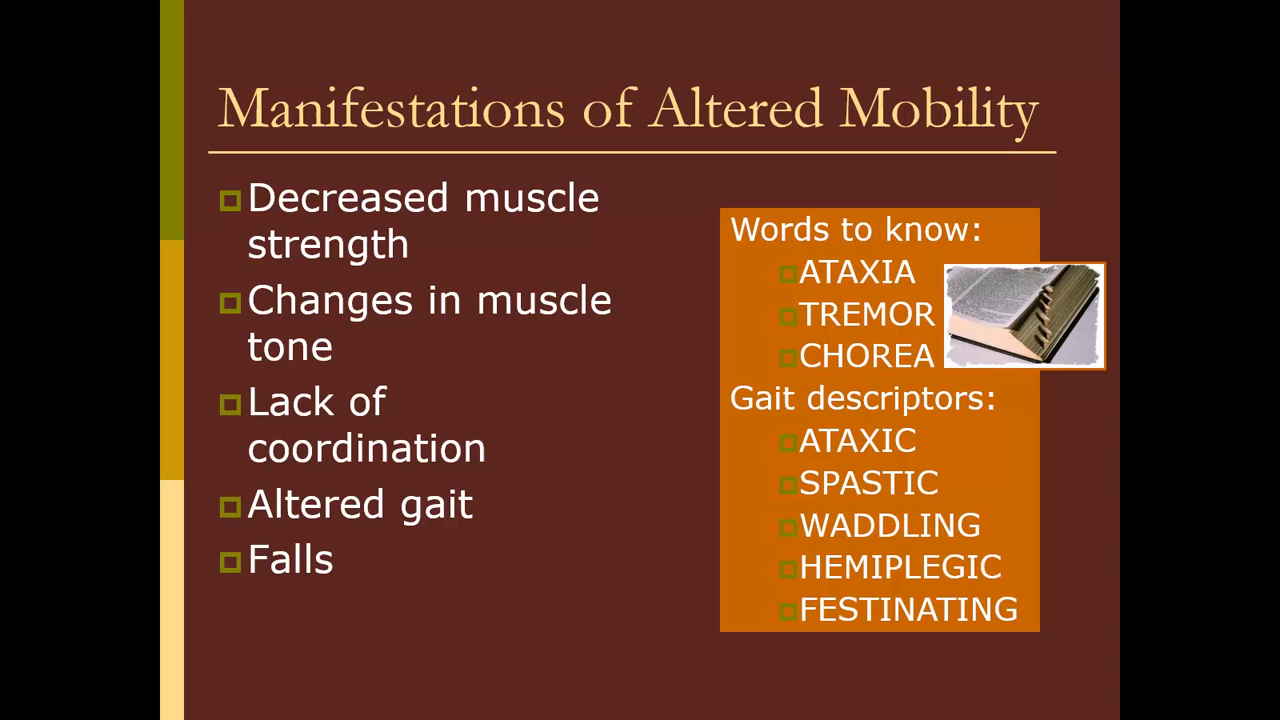 Manifestations of Altered Mobility
Decreased muscle
strength
Changes in muscle
tone
Lack of
coordination
Altered gait
Falls
Words to know:
ATAXIA
TREMOR
CHOREA
Gait descriptors:
ATAXIC
SPASTIC
WADDLING
HEMIPLEGIC
FESTINATING